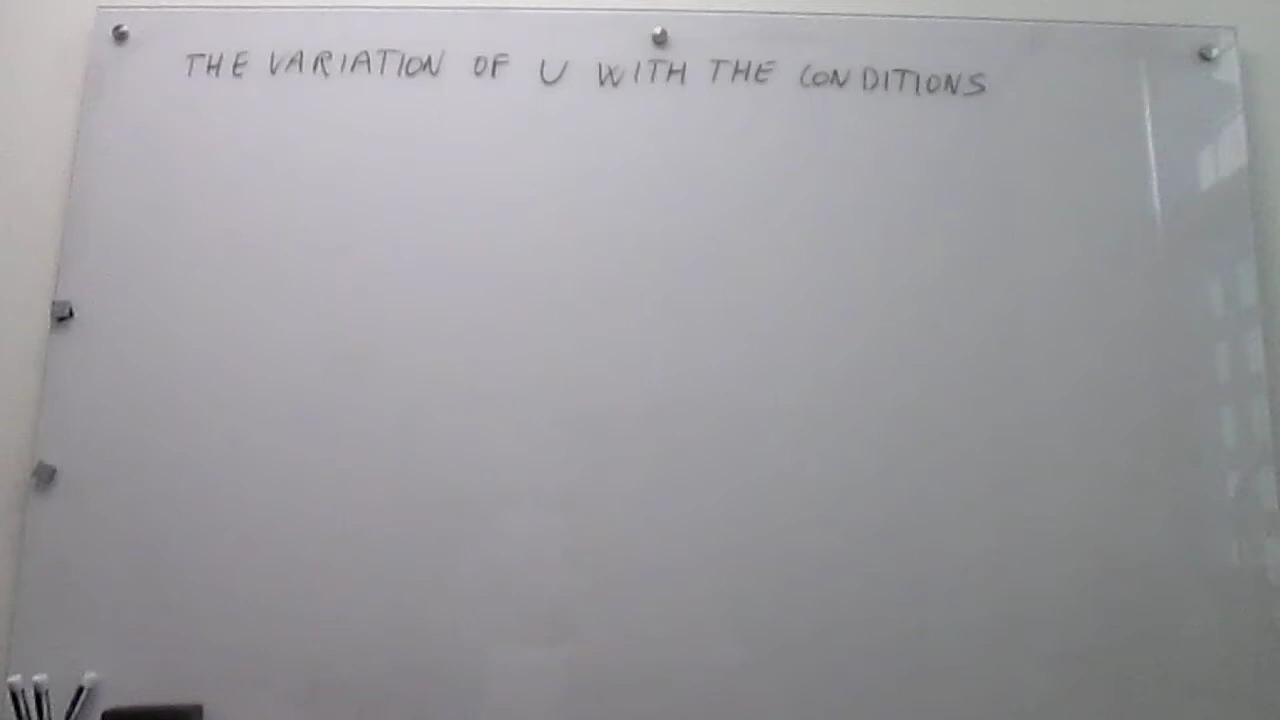 THE VARIATION OF U WITH THE CONDITIONS